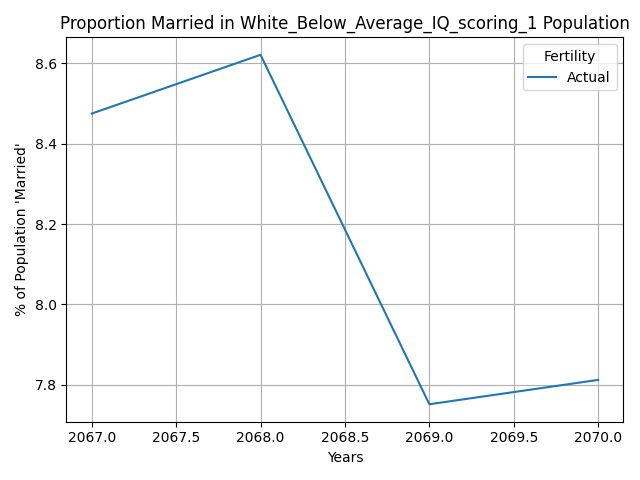 Proportion Married in White_Below_Average_IQ_scoring_1 Population
Fertility
Actual
% of Population 'Married'
8.6
8.4
8.2
8.0
7.8
2067.0 2067.5 2068.0 2068.5 2069.0 2069.5 2070.0
Years